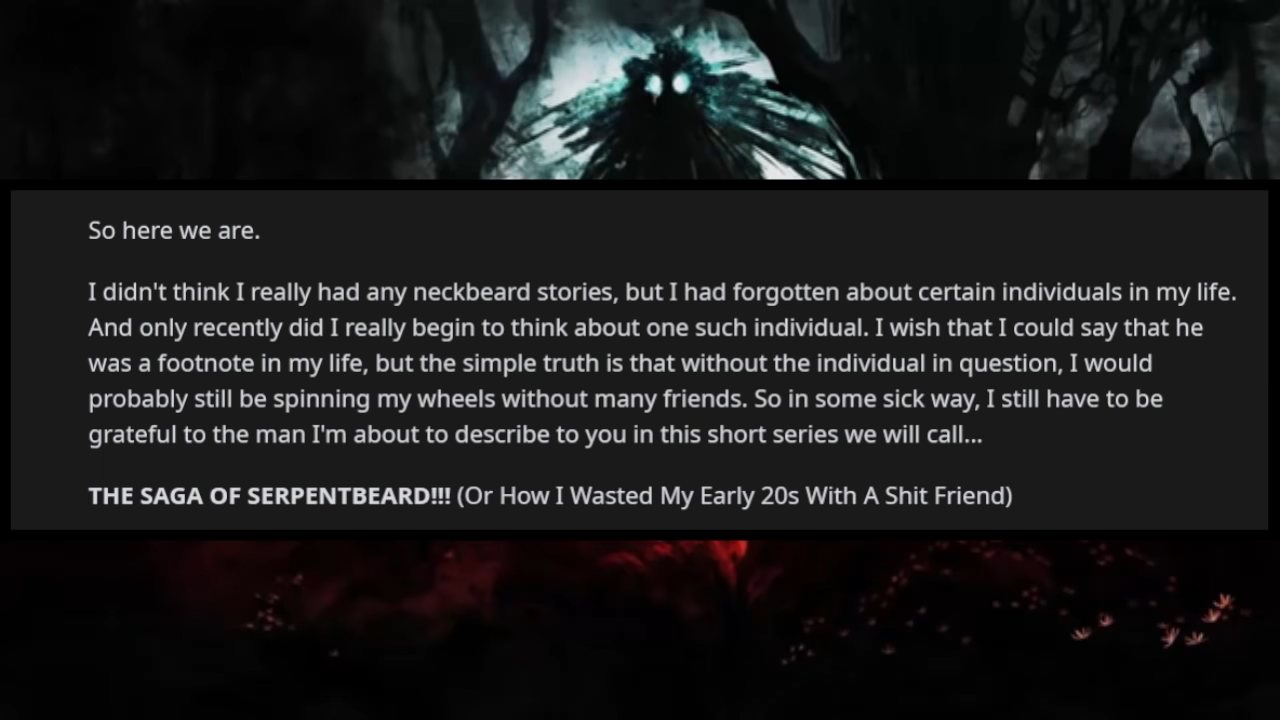 So here we are.
I didn't think I really had any neckbeard stories, but I had forgotten about certain individuals in my life.
And only recently did I really begin to think about one such individual. I wish that I could say that he
was a footnote in my life, but the simple truth is that without the individual in question, I would
probably still be spinning my wheels without many friends. So in some sick way, I still have to be
grateful to the man I'm about to describe to you in this short series we will call...
THE SAGA OF SERPENTBEARD!!! (Or How I Wasted My Early 20s With A Shit Friend)